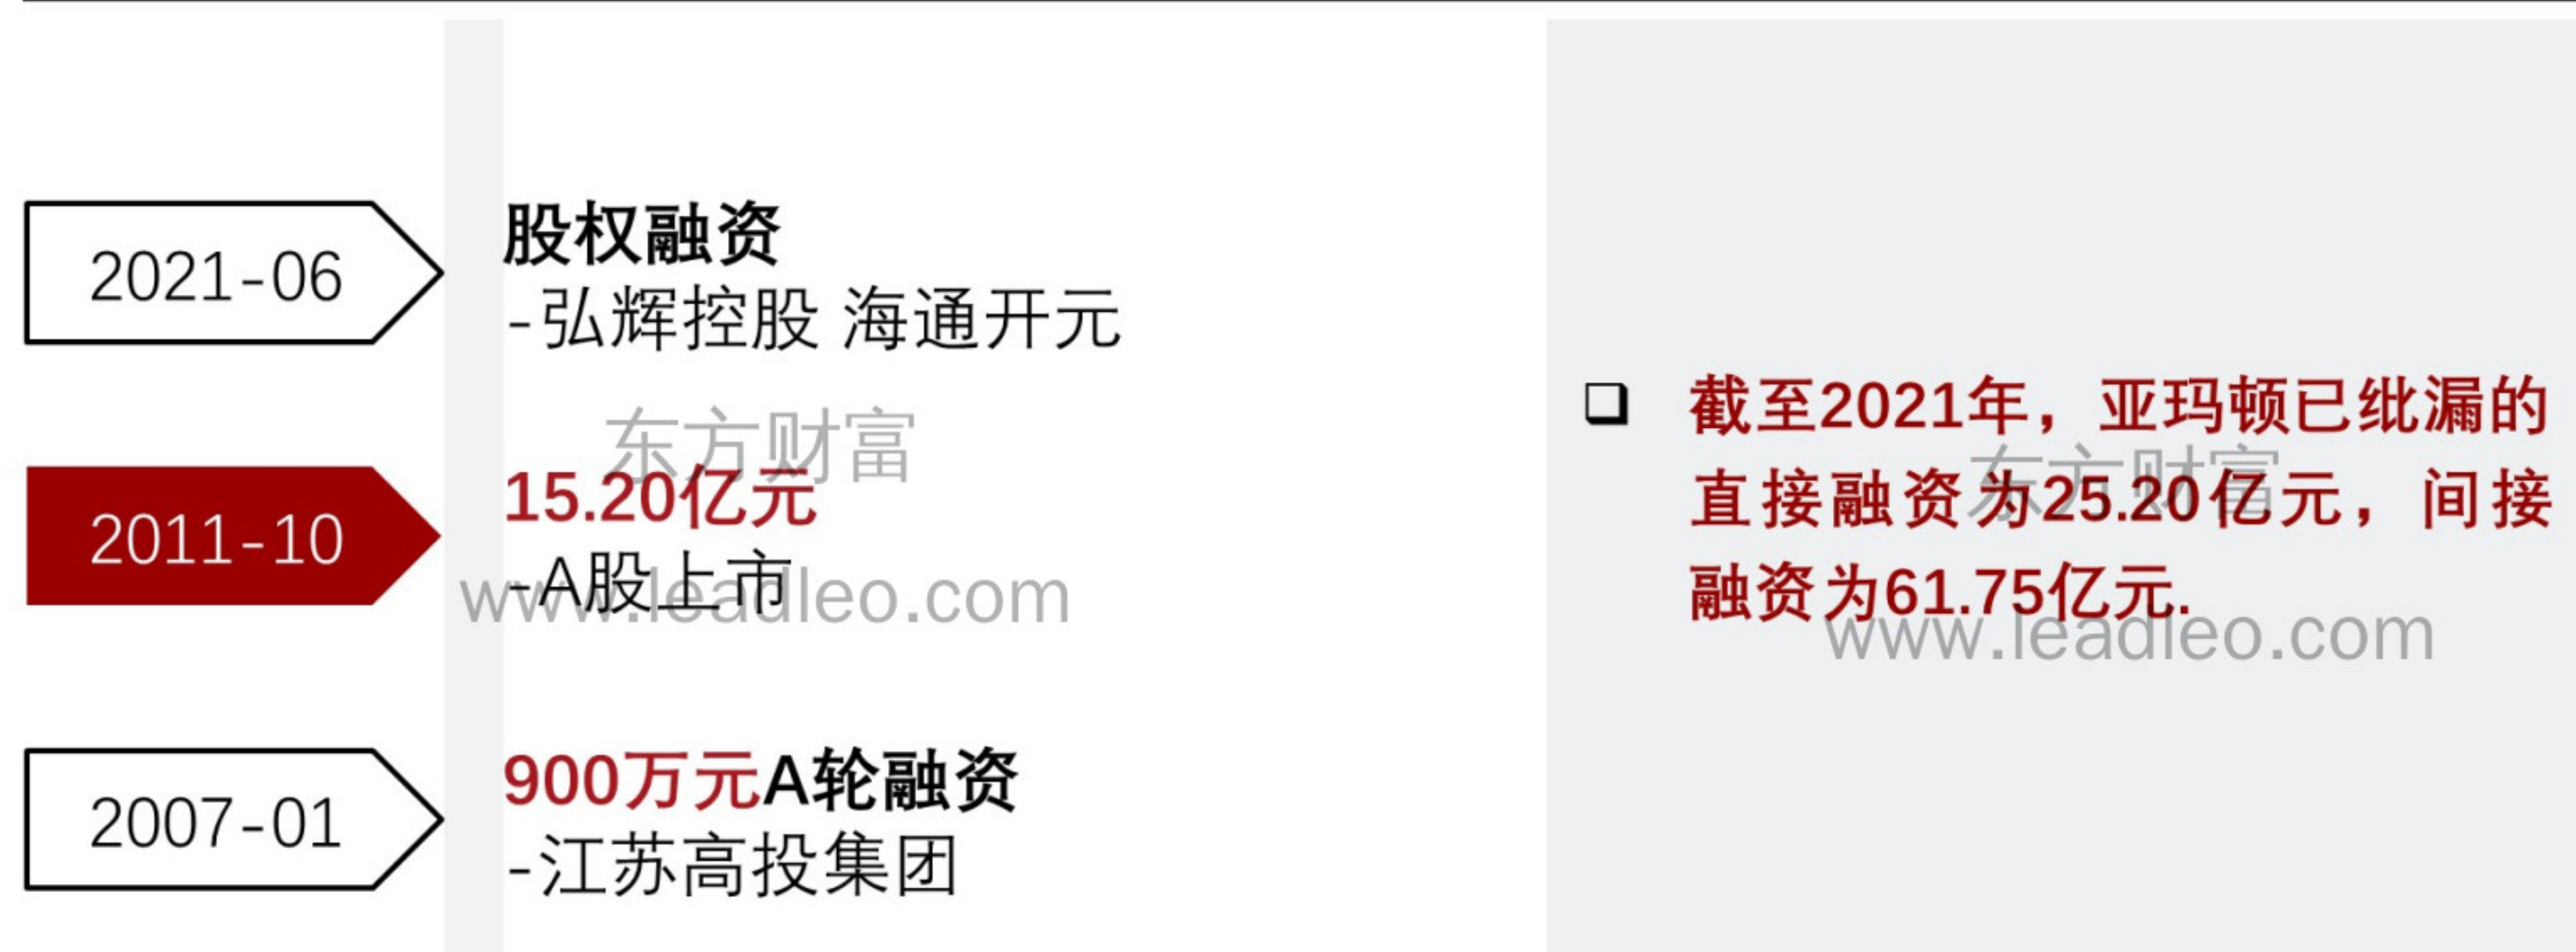 2021-06
股权融资
-弘辉控股 海通开元
2011-10
15.20亿元
-A股上市
2007-01
900万元A轮融资
-江苏高投集团
❑ 截至2021年，亚玛顿已纰漏的
直接融资为25.20亿元，间接
融资为61.75亿元.
东方财富
www.leadleo.com
东方财富
www.leadleo.com